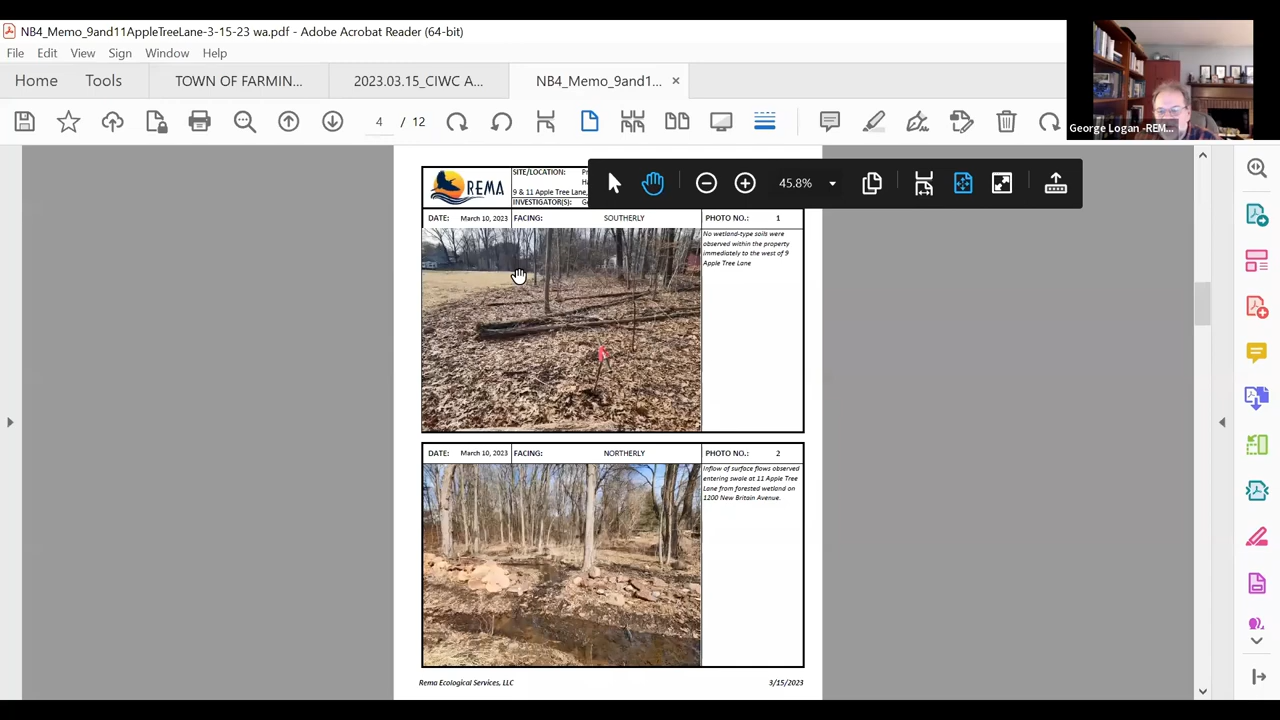 NB4_Memo_9and11AppleTreeLane-3-15-23 wa.pdf - Adobe Acrobat Reader (64-bit)
File Edit View Sign Window Help
Home Tools TOWN OF FARMIN... 2023.03.15_CIWC A... NB4_Memo_9and1... ×
4 / 12
George Logan -REM...
45.8%
REMA
SITE/LOCATION:
9 & 11 Apple Tree Lane,
INVESTIGATOR(S):
DATE: March 10, 2023 FACING: SOUTHERLY PHOTO NO.: 1
No wetland-type soils were
observed within the property
immediately to the west of 9
Apple Tree Lane
DATE: March 10, 2023 FACING: NORTHERLY PHOTO NO.: 2
Inflow of surface flows observed
entering swale at 11 Apple Tree
Lane from forested wetland on
1200 New Britain Avenue.
Rema Ecological Services, LLC 3/15/2023